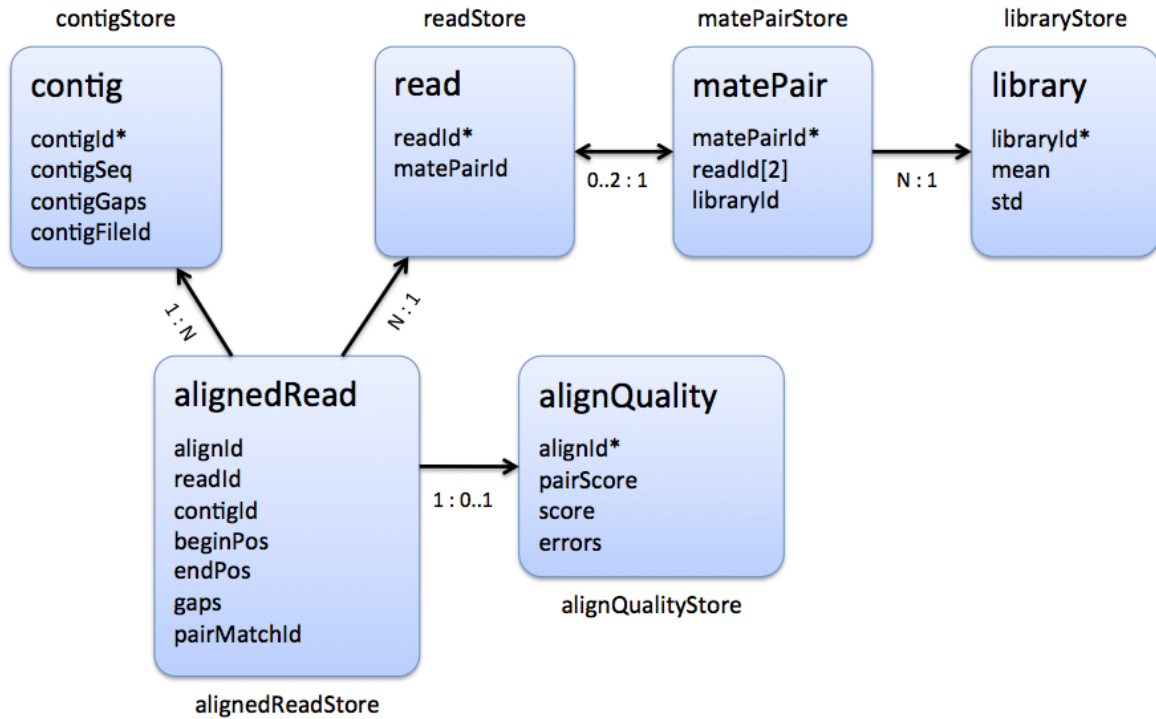 contigStore
contig
contigId*
contigSeq
contigGaps
contigFileId
readStore
read
readId*
matePairId
0..2 : 1
matePairStore
matePair
matePairId*
readId[2]
libraryId
N : 1
libraryStore
library
libraryId*
mean
std
1 : N
N : 1
alignedRead
alignId
readId
contigId
beginPos
endPos
gaps
pairMatchId
alignedReadStore
1 : 0..1
alignQuality
alignId*
pairScore
score
errors
alignQualityStore